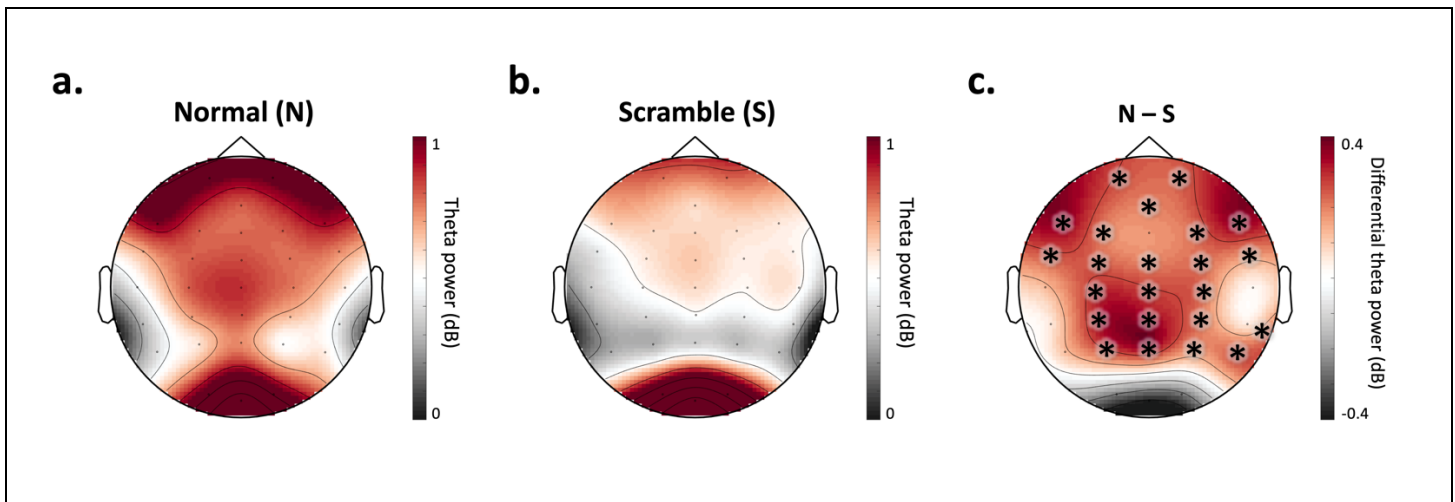 a.
Normal (N)
1
Theta power (dB)
0
b.
Scramble (S)
1
Theta power (dB)
0
c.
N – S
0.4
Differential theta power (dB)
-0.4